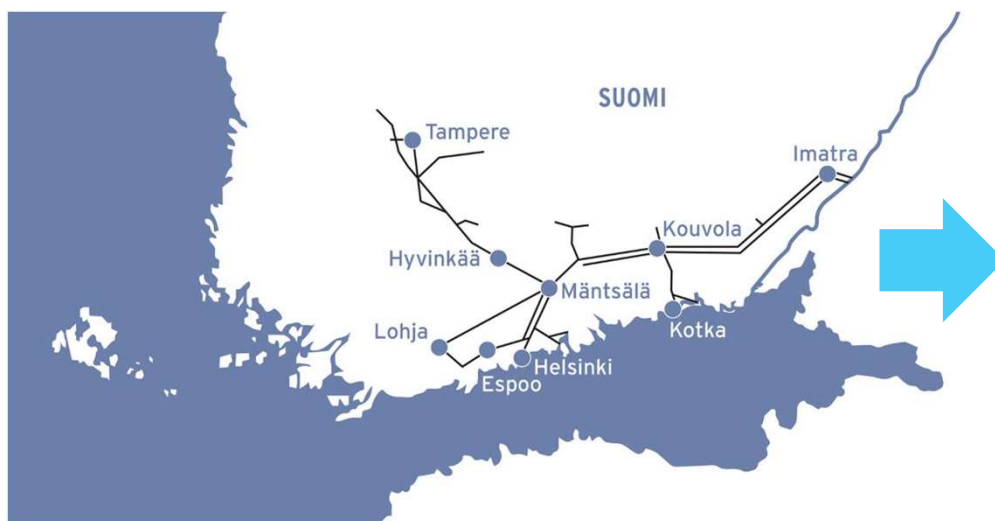 SUOMI
Tampere
Imatra
Kouvola
Hyvinkää
Mäntsälä
Kotka
Lohja
Helsinki
Espoo